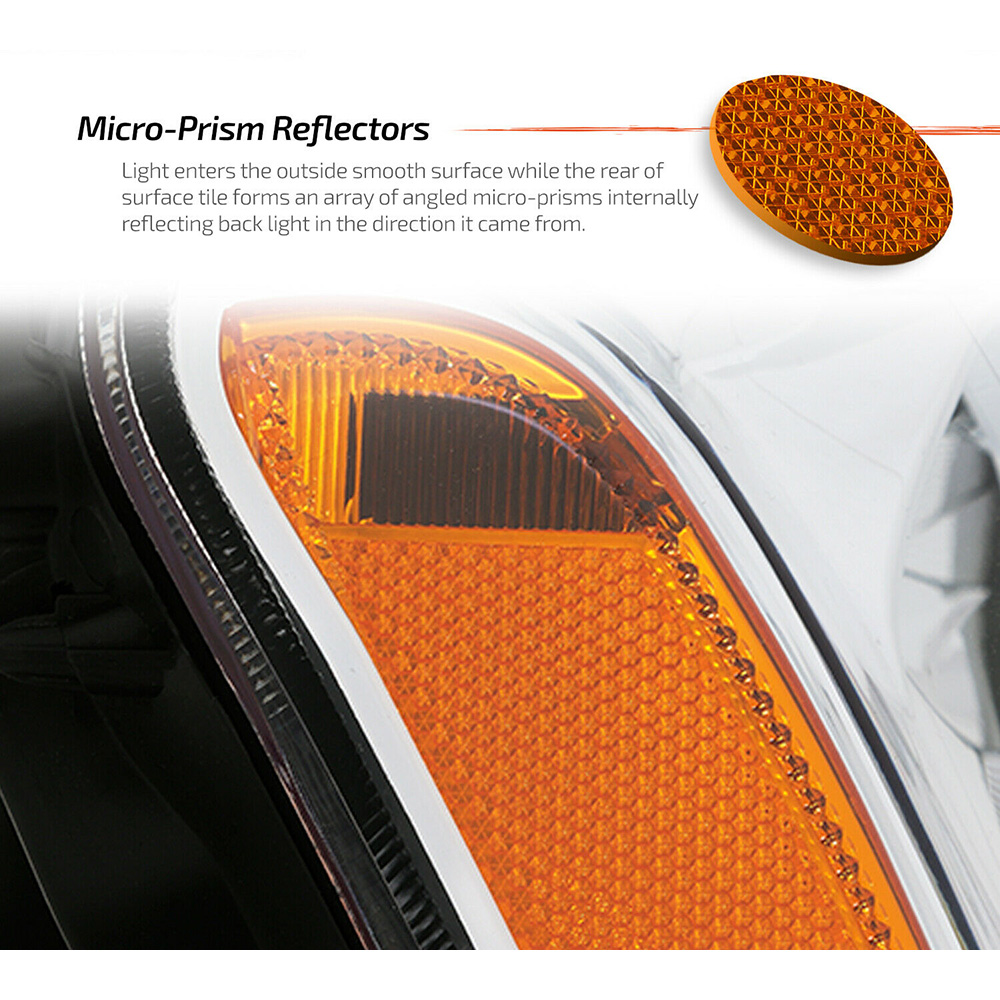 Micro-Prism Reflectors
Light enters the outside smooth surface while the rear of
surface tile forms an array of angled micro-prisms internally
reflecting back light in the direction it came from.